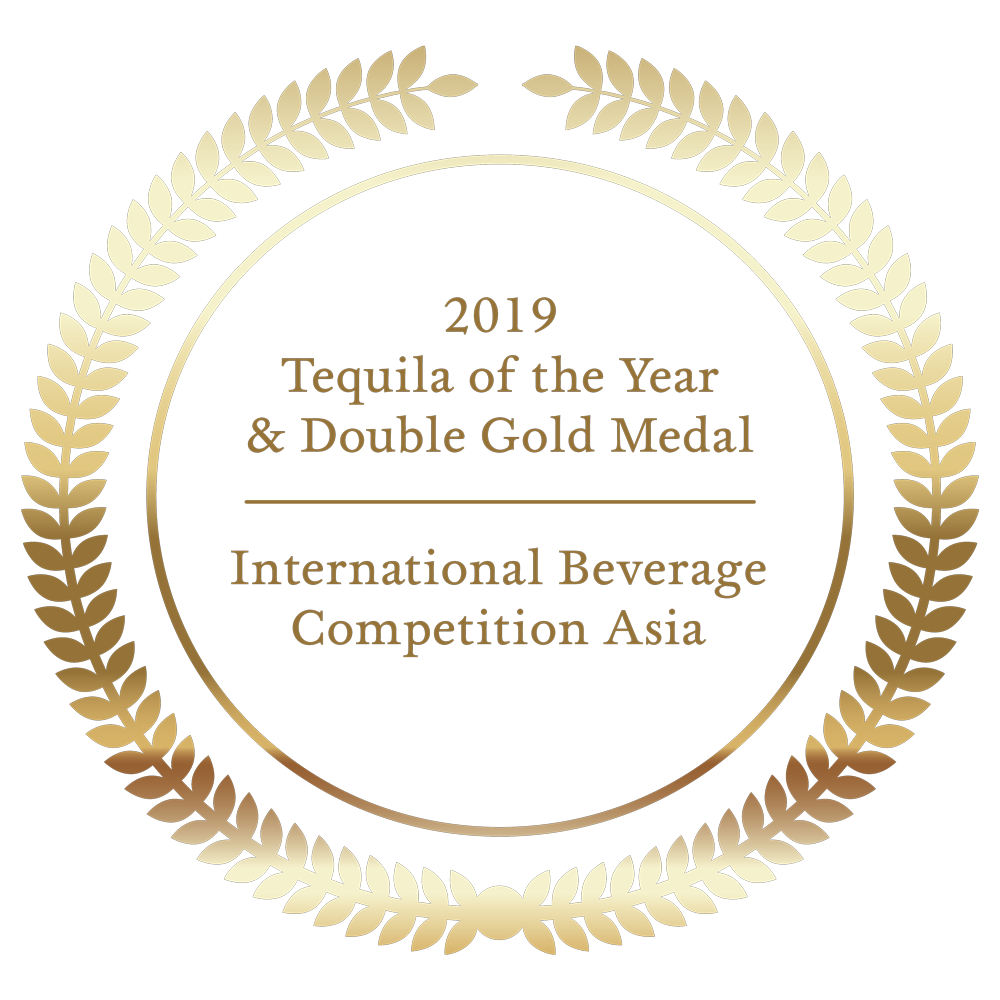 2019
Tequila of the Year
& Double Gold Medal
International Beverage
Competition Asia